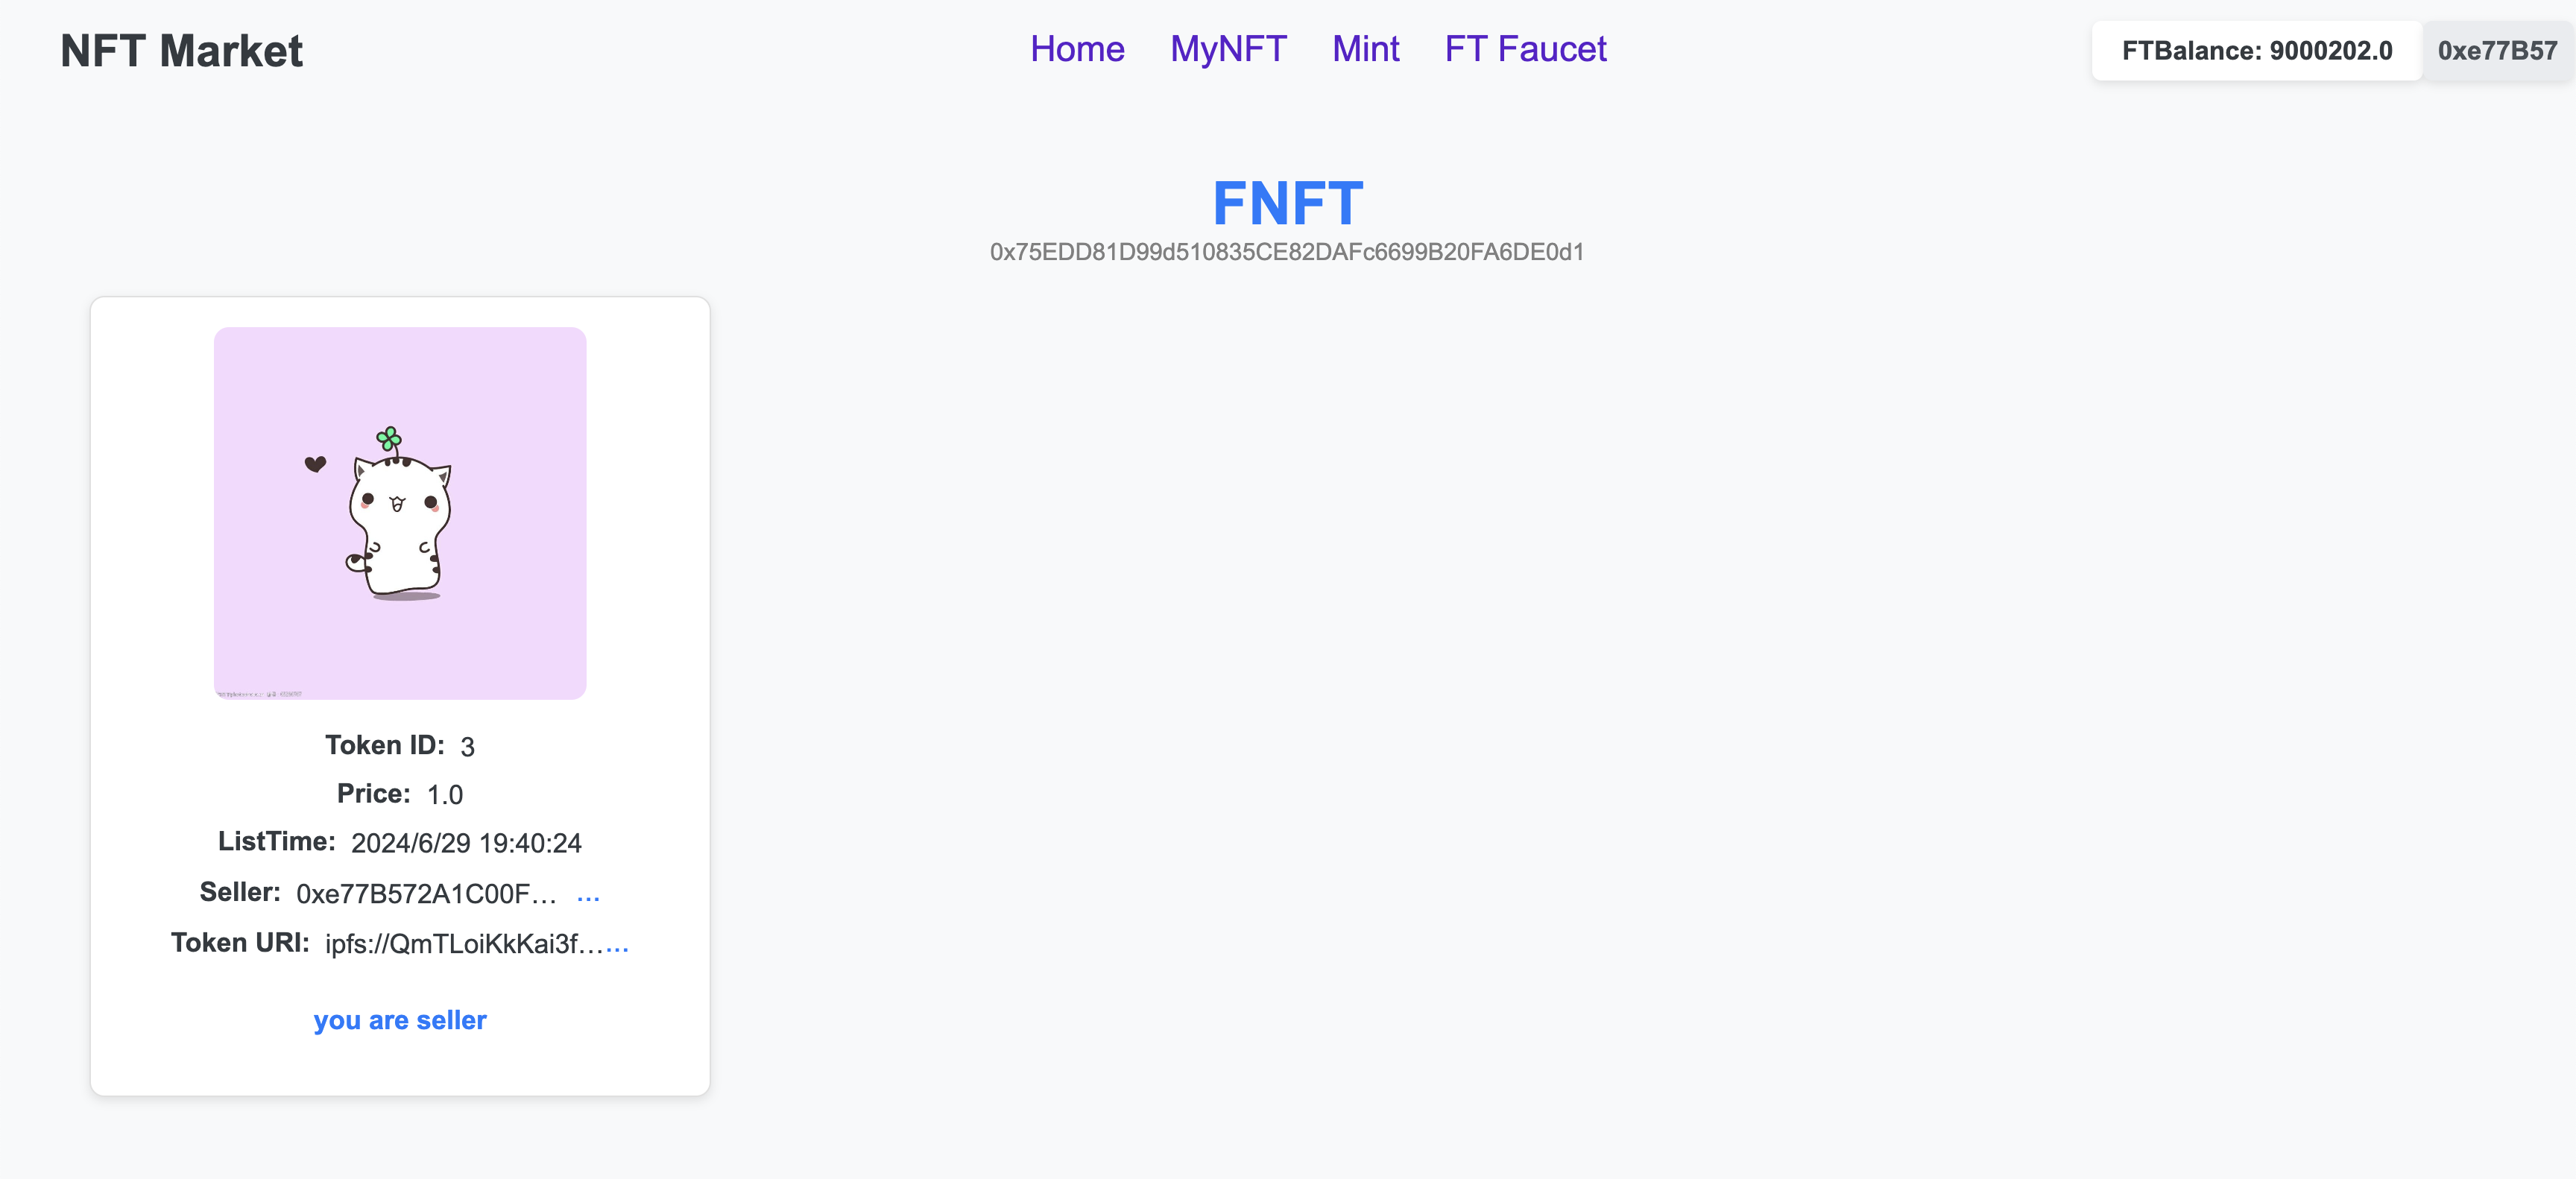 NFT Market
Home MyNFT Mint FT Faucet
FTBalance: 9000202.0 0xe77B57
FNFT
0x75EDD81D99d510835CE82DAFc6699B20FA6DE0d1
Token ID: 3
Price: 1.0
ListTime: 2024/6/29 19:40:24
Seller: 0xe77B572A1C00F... ...
Token URI: ipfs://QmTLoiKkKai3f... ...
you are seller